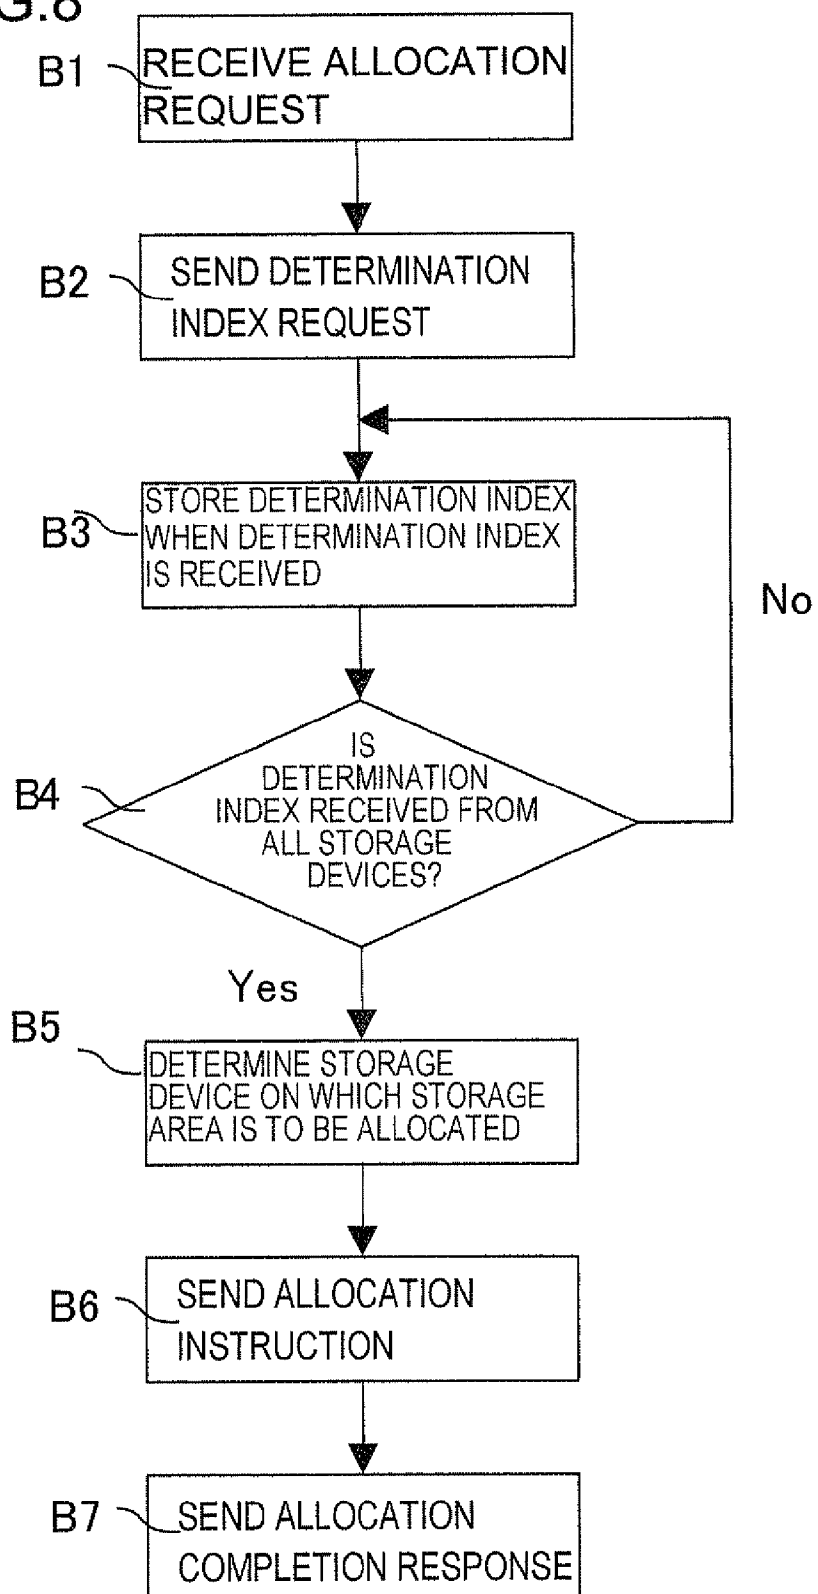 G.8
B1
RECEIVE ALLOCATION
REQUEST
B2
SEND DETERMINATION
INDEX REQUEST
B3
STORE DETERMINATION INDEX
WHEN DETERMINATION INDEX
IS RECEIVED
No
B4
IS
DETERMINATION
INDEX RECEIVED FROM
ALL STORAGE
DEVICES?
Yes
B5
DETERMINE STORAGE
DEVICE ON WHICH STORAGE
AREA IS TO BE ALLOCATED
B6
SEND ALLOCATION
INSTRUCTION
B7
SEND ALLOCATION
COMPLETION RESPONSE